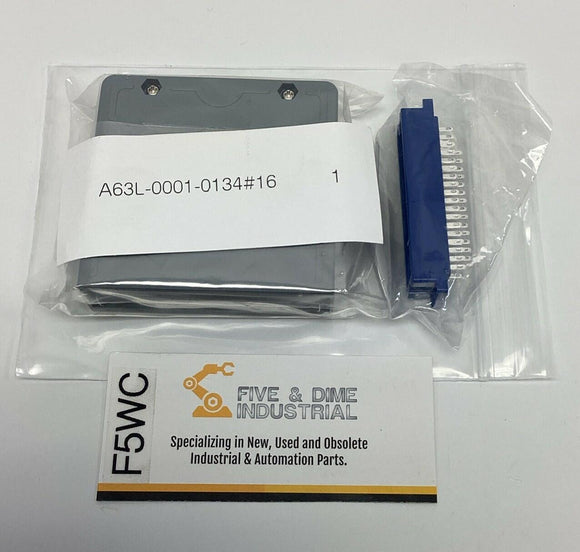 A63L-0001-0134#16 1
F5WC
FIVE & DIME
INDUSTRIAL
Specializing in New, Used and Obsolete
Industrial & Automation Parts.